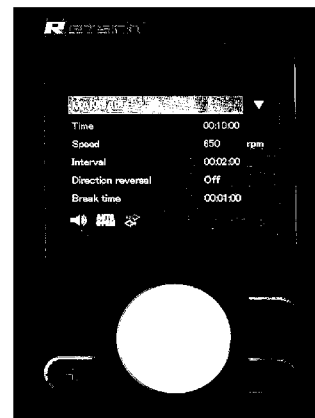 Retsch
Time 00:10:00
Speed 650 rpm
Interval 00:02:00
Direction reversal Off
Break time 00:01:00